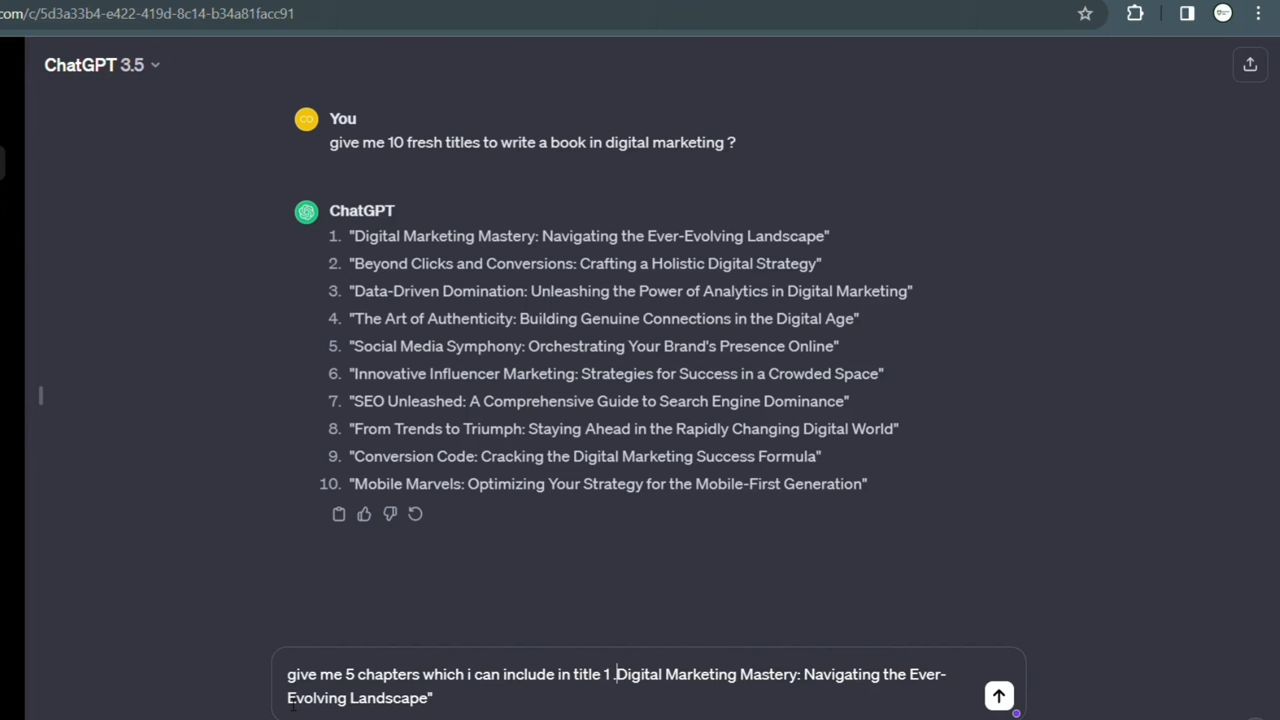 com/c/5d3a33b4-e422-419d-8c14-b34a81facc91
ChatGPT 3.5
CO
You
give me 10 fresh titles to write a book in digital marketing ?
ChatGPT
1. "Digital Marketing Mastery: Navigating the Ever-Evolving Landscape"
2. "Beyond Clicks and Conversions: Crafting a Holistic Digital Strategy"
3. "Data-Driven Domination: Unleashing the Power of Analytics in Digital Marketing"
4. "The Art of Authenticity: Building Genuine Connections in the Digital Age"
5. "Social Media Symphony: Orchestrating Your Brand's Presence Online"
6. "Innovative Influencer Marketing: Strategies for Success in a Crowded Space"
7. "SEO Unleashed: A Comprehensive Guide to Search Engine Dominance"
8. "From Trends to Triumph: Staying Ahead in the Rapidly Changing Digital World"
9. "Conversion Code: Cracking the Digital Marketing Success Formula"
10. "Mobile Marvels: Optimizing Your Strategy for the Mobile-First Generation"
give me 5 chapters which i can include in title 1 .Digital Marketing Mastery: Navigating the Ever-
Evolving Landscape"